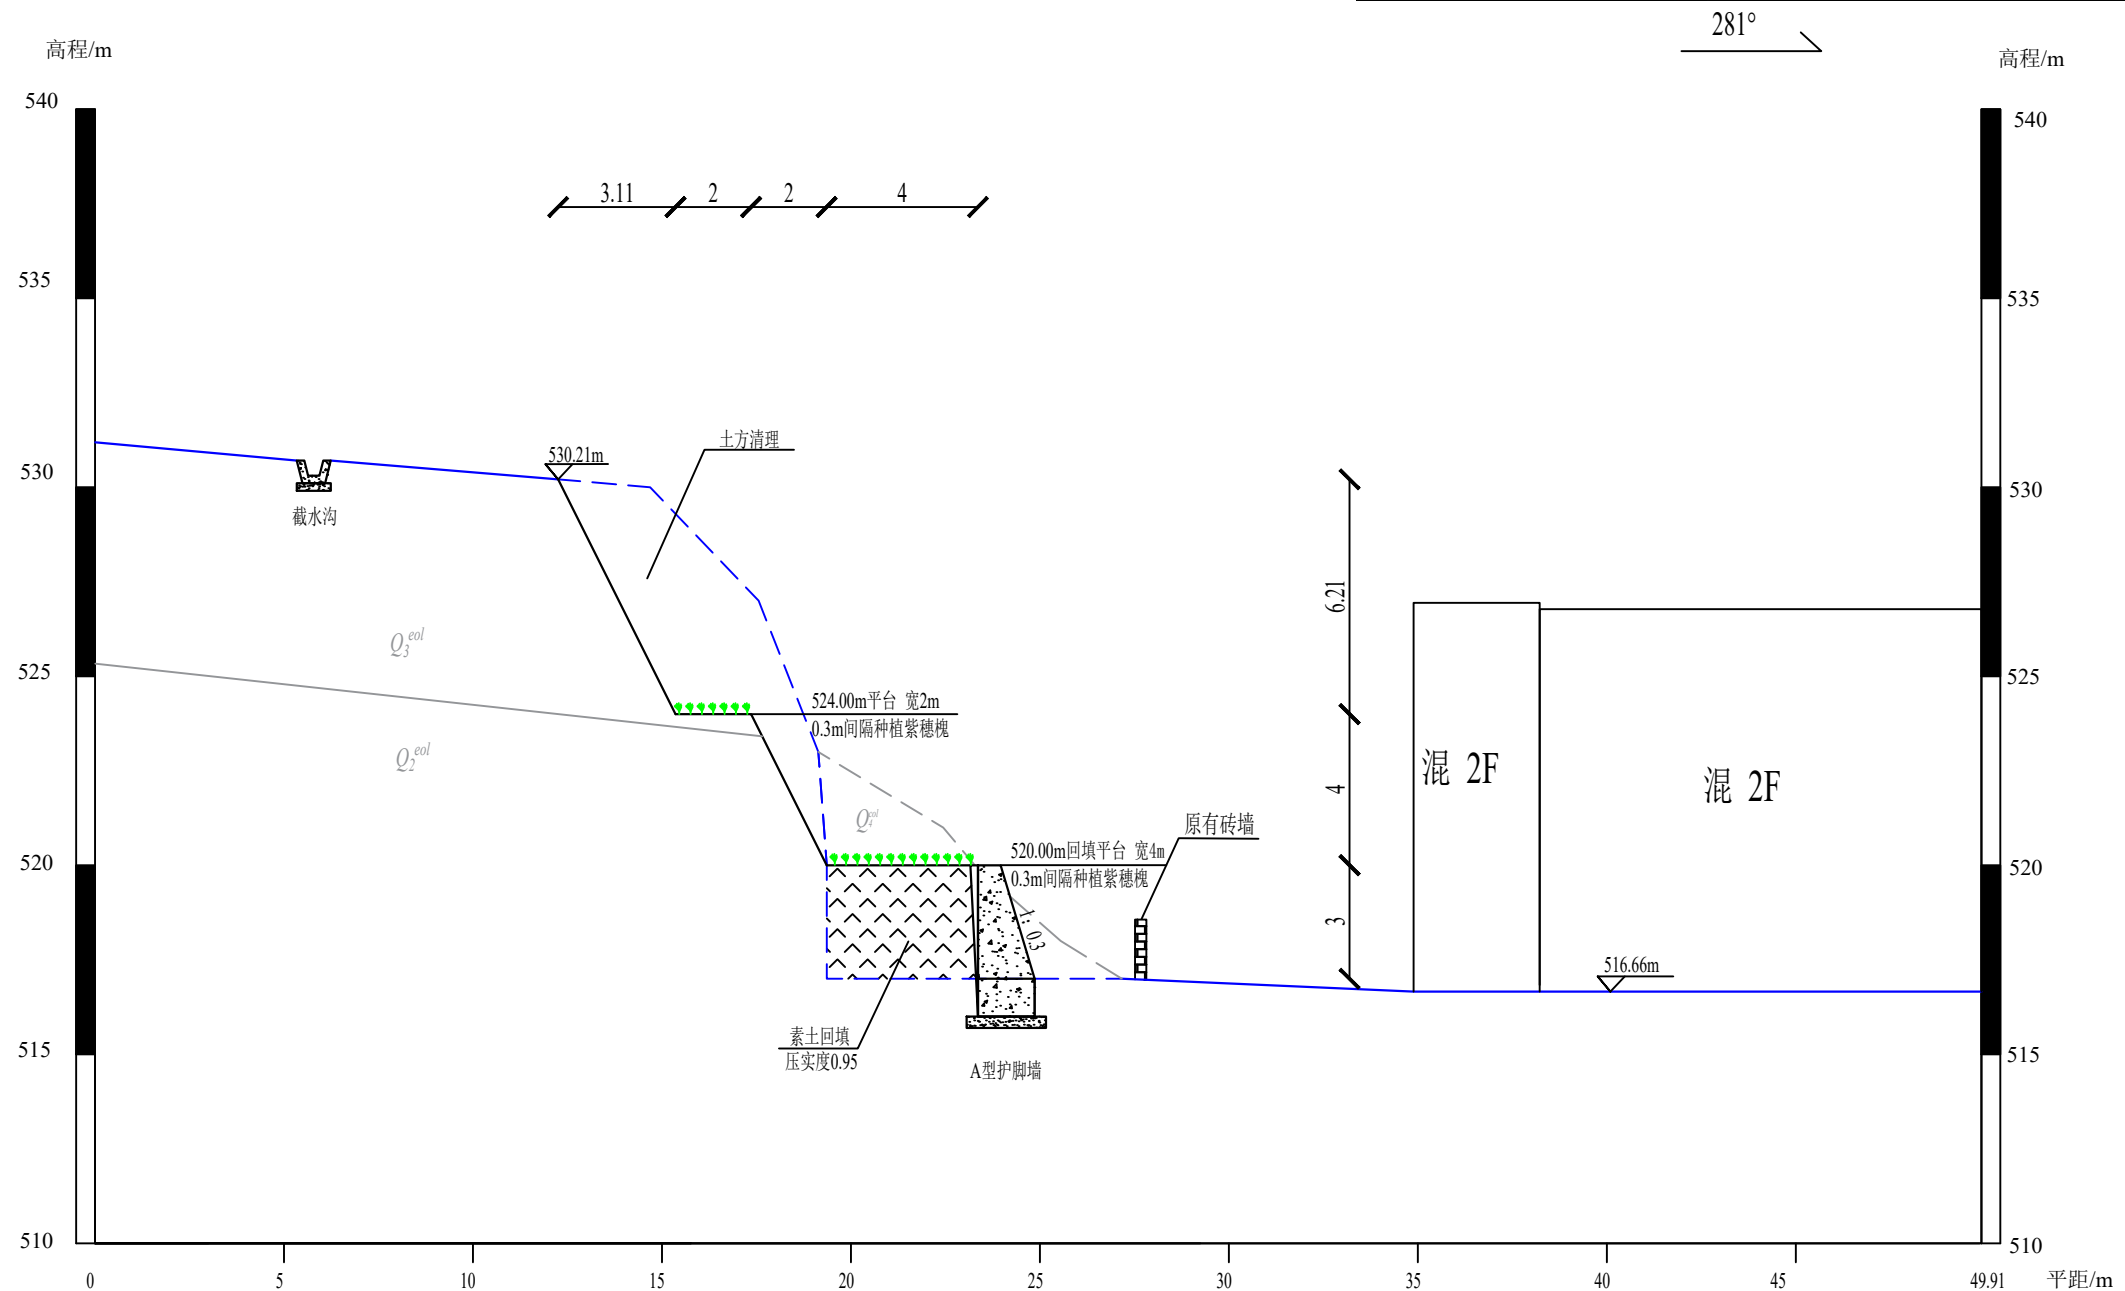 281°
高程/m
高程/m
540
540
3.11
2
2
4
535
535
土方清理
530.21m
530
530
截水沟
6.21
Q₃ᵉᵒˡ
525
525
524.00m平台 宽2m
0.3m间隔种植紫穗槐
Q₂ᵉᵒˡ
混 2F
混 2F
4
Q₄ᶜᵒˡ
原有砖墙
520.00m回填平台 宽4m
520
520
0.3m间隔种植紫穗槐
3
1:0.3
516.66m
素土回填
压实度0.95
515
515
A型护脚墙
510
510
0
5
10
15
20
25
30
35
40
45
49.91
平距/m